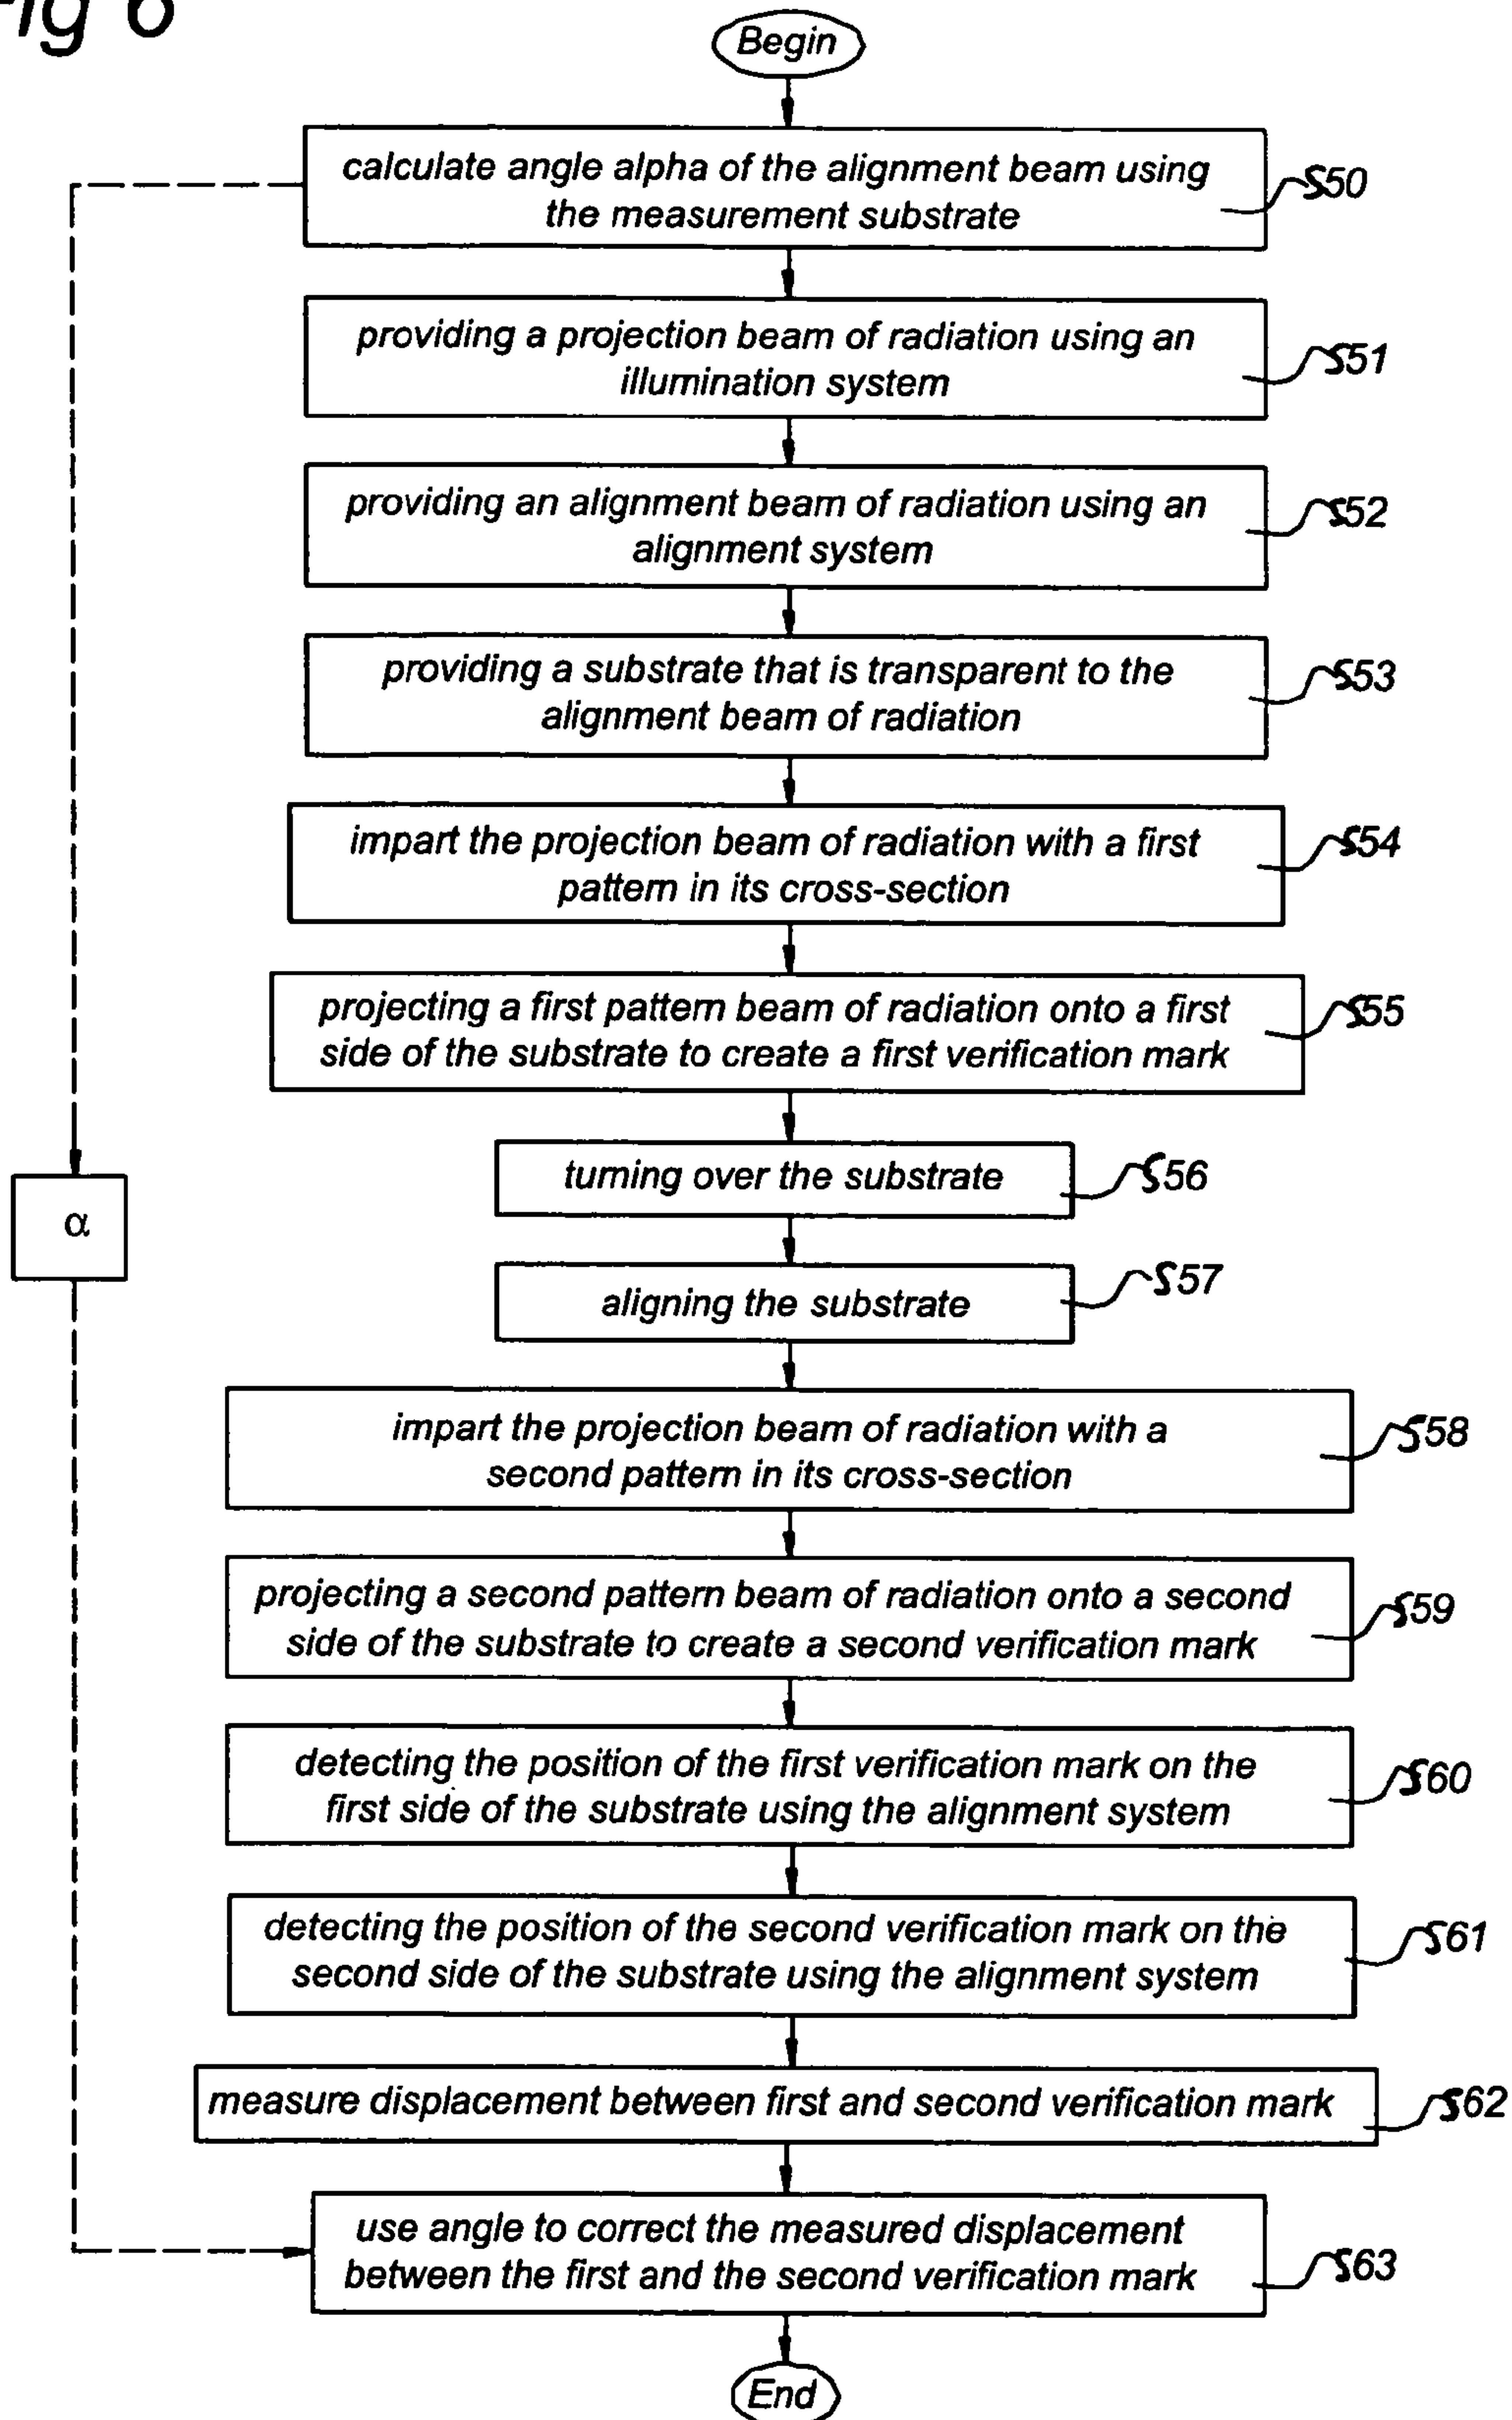 Fig 6
Begin
calculate angle alpha of the alignment beam using
the measurement substrate
S50
providing a projection beam of radiation using an
illumination system
S51
providing an alignment beam of radiation using an
alignment system
S52
providing a substrate that is transparent to the
alignment beam of radiation
S53
impart the projection beam of radiation with a first
pattern in its cross-section
S54
projecting a first pattern beam of radiation onto a first
side of the substrate to create a first verification mark
S55
turning over the substrate
S56
α
aligning the substrate
S57
impart the projection beam of radiation with a
second pattern in its cross-section
S58
projecting a second pattern beam of radiation onto a second
side of the substrate to create a second verification mark
S59
detecting the position of the first verification mark on the
first side of the substrate using the alignment system
S60
detecting the position of the second verification mark on the
second side of the substrate using the alignment system
S61
measure displacement between first and second verification mark
S62
use angle to correct the measured displacement
between the first and the second verification mark
S63
End